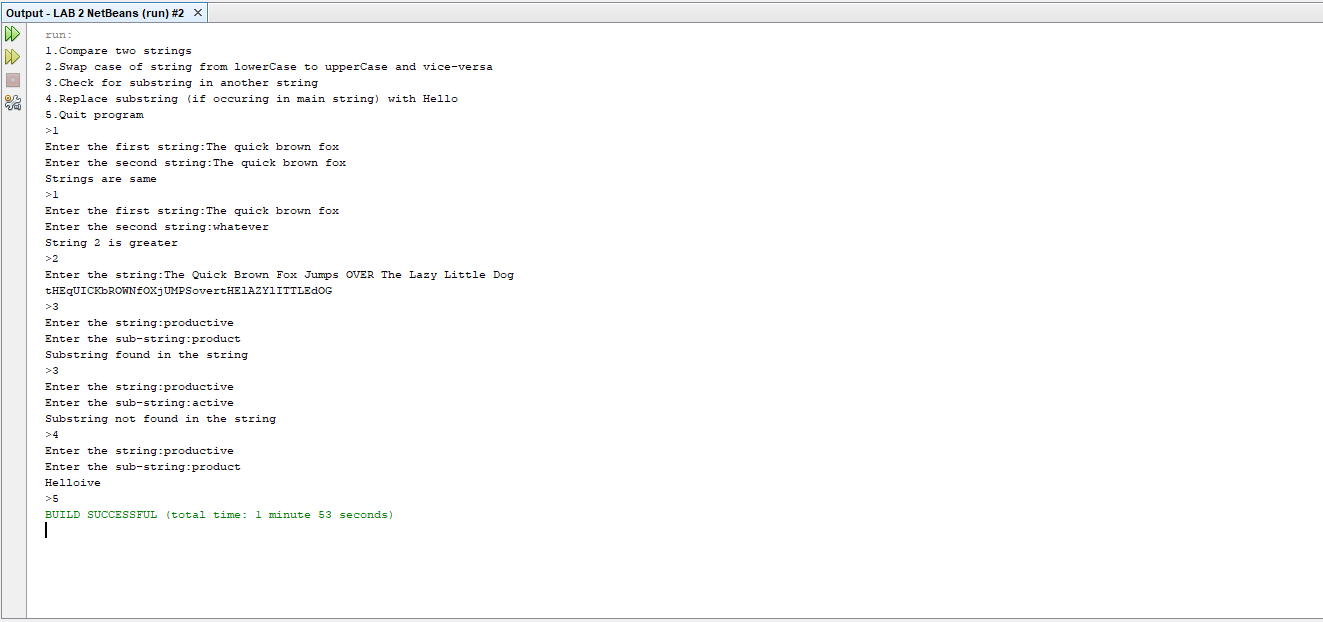 Output - LAB 2 NetBeans (run) #2
run:
1.Compare two strings
2.Swap case of string from lowerCase to upperCase and vice-versa
3.Check for substring in another string
4.Replace substring (if occuring in main string) with Hello
5.Quit program
>1
Enter the first string:The quick brown fox
Enter the second string:The quick brown fox
Strings are same
>1
Enter the first string:The quick brown fox
Enter the second string:whatever
String 2 is greater
>2
Enter the string:The Quick Brown Fox Jumps OVER The Lazy Little Dog
tHEqUICKbROWNfOXjUMPSovertHElAZYlITTLEdOG
>3
Enter the string:productive
Enter the sub-string:product
Substring found in the string
>3
Enter the string:productive
Enter the sub-string:active
Substring not found in the string
>4
Enter the string:productive
Enter the sub-string:product
Helloive
>5
BUILD SUCCESSFUL (total time: 1 minute 53 seconds)